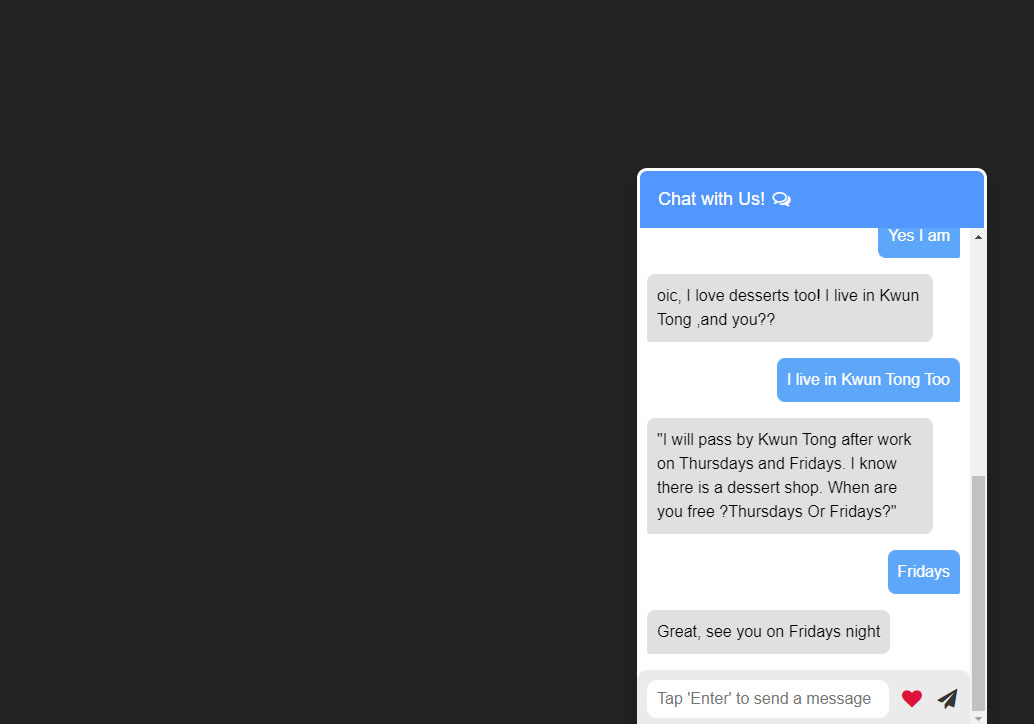 Chat with Us!
Yes I am
oic, I love desserts too! I live in Kwun
Tong ,and you??
I live in Kwun Tong Too
"I will pass by Kwun Tong after work
on Thursdays and Fridays. I know
there is a dessert shop. When are
you free ?Thursdays Or Fridays?"
Fridays
Great, see you on Fridays night
Tap 'Enter' to send a message